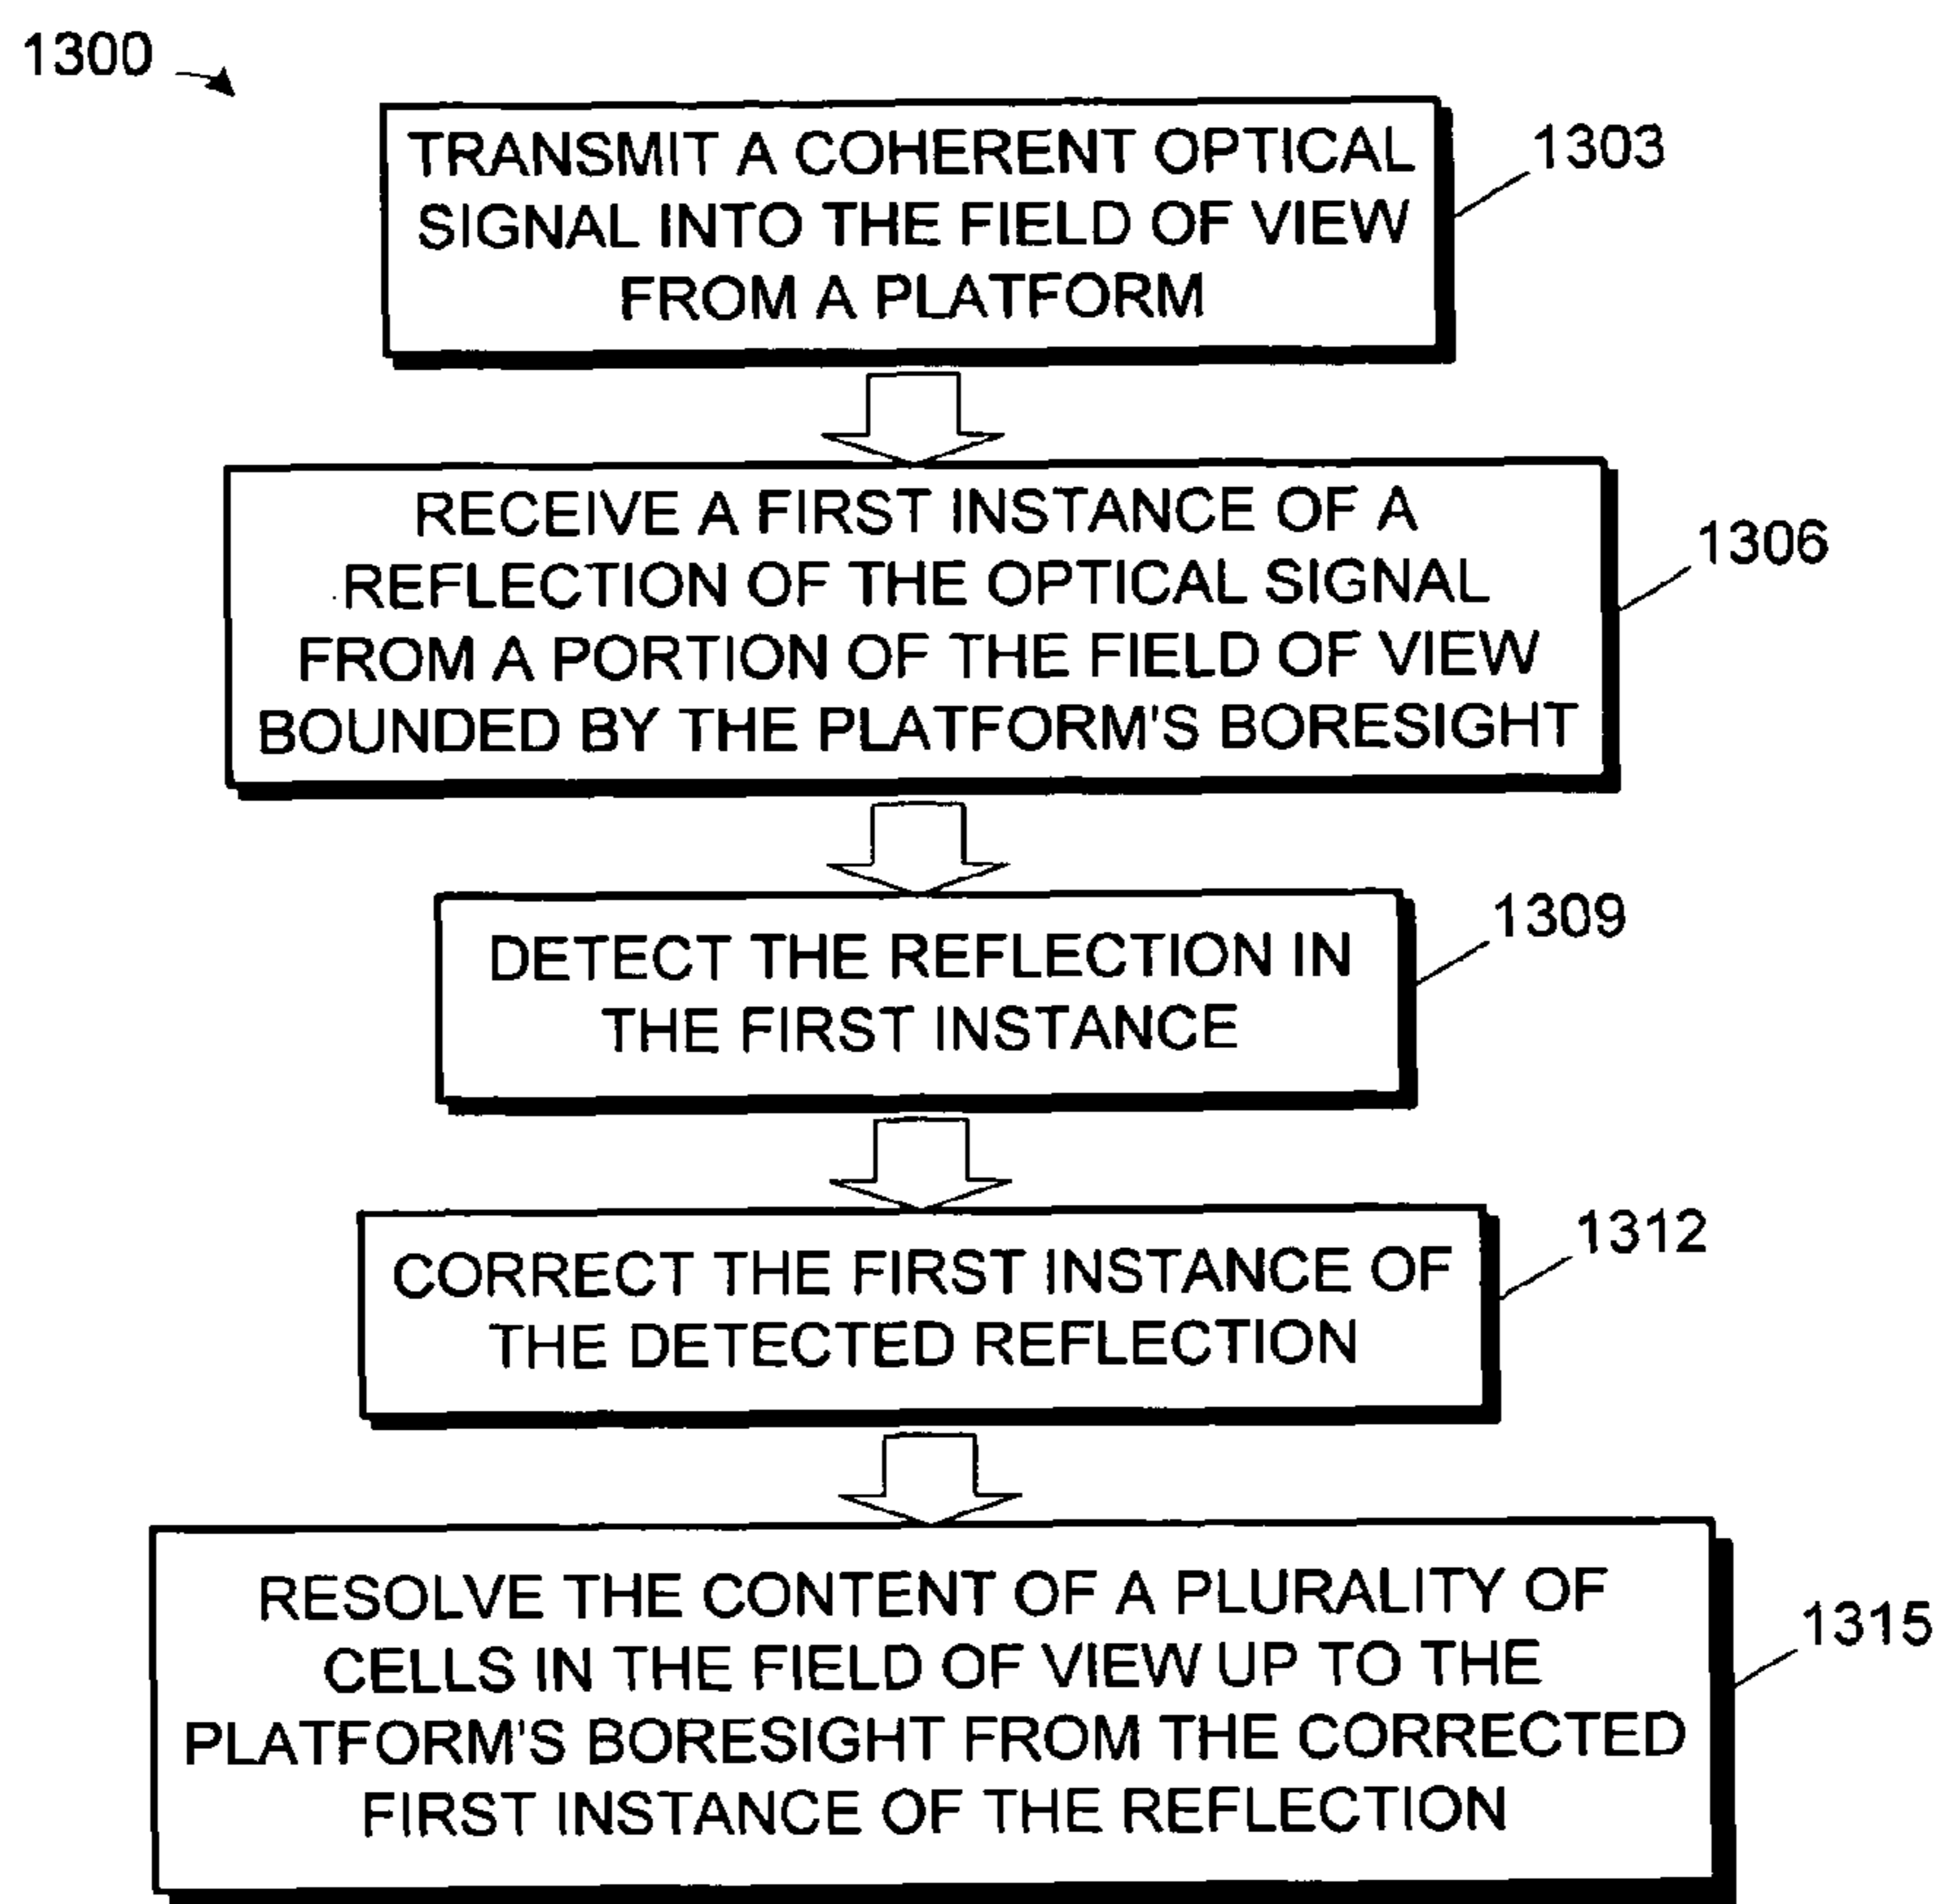 1300
TRANSMIT A COHERENT OPTICAL
SIGNAL INTO THE FIELD OF VIEW
FROM A PLATFORM
1303
RECEIVE A FIRST INSTANCE OF A
REFLECTION OF THE OPTICAL SIGNAL
FROM A PORTION OF THE FIELD OF VIEW
BOUNDED BY THE PLATFORM'S BORESIGHT
1306
DETECT THE REFLECTION IN
THE FIRST INSTANCE
1309
CORRECT THE FIRST INSTANCE OF
THE DETECTED REFLECTION
1312
RESOLVE THE CONTENT OF A PLURALITY OF
CELLS IN THE FIELD OF VIEW UP TO THE
PLATFORM'S BORESIGHT FROM THE CORRECTED
FIRST INSTANCE OF THE REFLECTION
1315